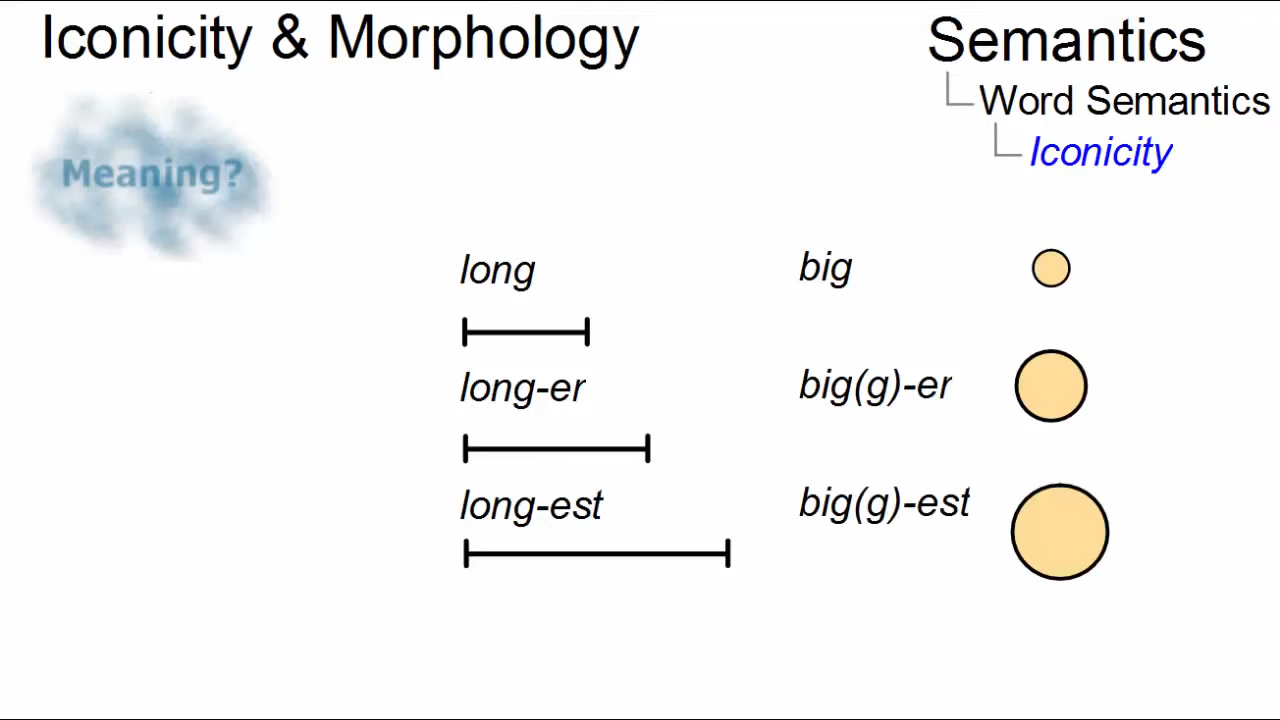 Iconicity & Morphology
Semantics
Word Semantics
Iconicity
Meaning?
long
big
long-er
big(g)-er
long-est
big(g)-est